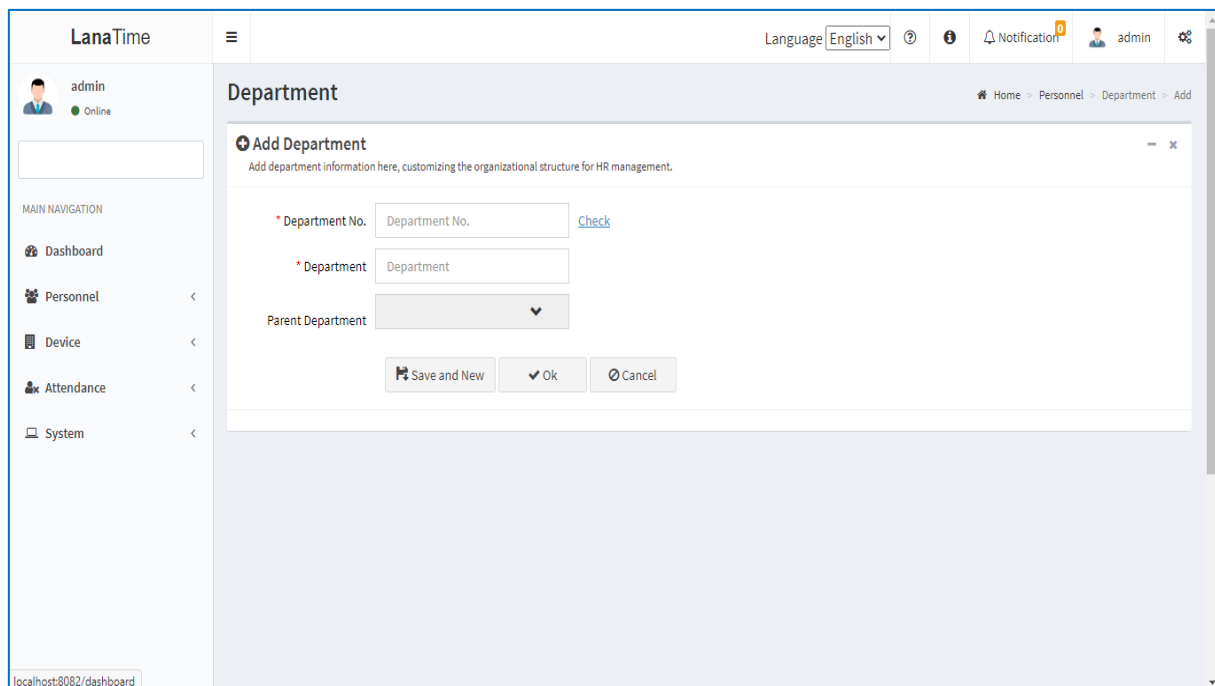 LanaTime
Language English
Notification 0
admin
admin
Online
Department
Home > Personnel > Department > Add
Add Department
Add department information here, customizing the organizational structure for HR management.
MAIN NAVIGATION
Dashboard
Personnel
Device
Attendance
System
* Department No. Department No. Check
* Department Department
Parent Department
Save and New Ok Cancel
localhost:8082/dashboard